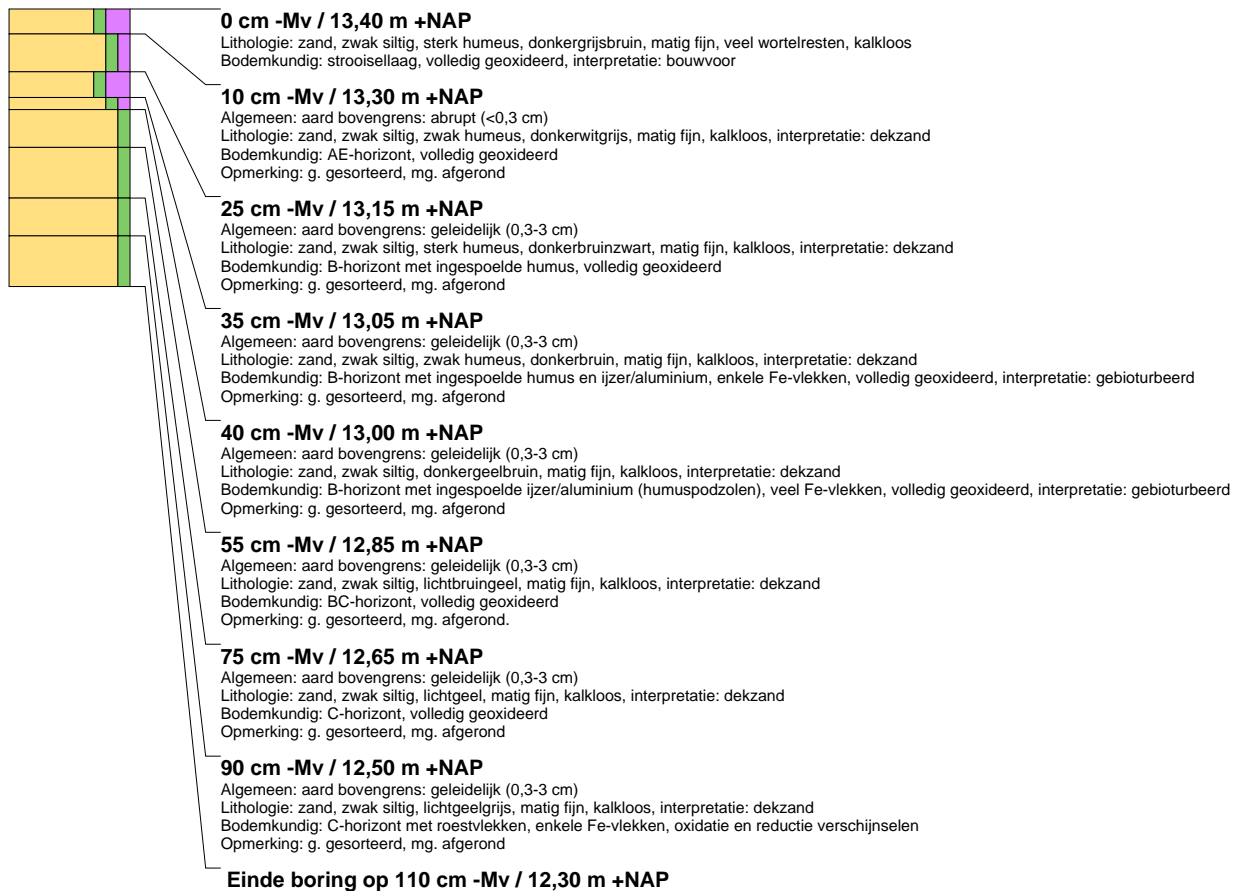 0 cm -Mv / 13,40 m +NAP
Lithologie: zand, zwak siltig, sterk humeus, donkergrijsbruin, matig fijn, veel wortelresten, kalkloos
Bodemkundig: strooisellaag, volledig geoxideerd, interpretatie: bouwvoor
10 cm -Mv / 13,30 m +NAP
Algemeen: aard bovengrens: abrupt (<0,3 cm)
Lithologie: zand, zwak siltig, zwak humeus, donkerwitgrijs, matig fijn, kalkloos, interpretatie: dekzand
Bodemkundig: AE-horizont, volledig geoxideerd
Opmerking: g. gesorteerd, mg. afgerond
25 cm -Mv / 13,15 m +NAP
Algemeen: aard bovengrens: geleidelijk (0,3-3 cm)
Lithologie: zand, zwak siltig, sterk humeus, donkerbruinzwart, matig fijn, kalkloos, interpretatie: dekzand
Bodemkundig: B-horizont met ingespoelde humus, volledig geoxideerd
Opmerking: g. gesorteerd, mg. afgerond
35 cm -Mv / 13,05 m +NAP
Algemeen: aard bovengrens: geleidelijk (0,3-3 cm)
Lithologie: zand, zwak siltig, zwak humeus, donkerbruin, matig fijn, kalkloos, interpretatie: dekzand
Bodemkundig: B-horizont met ingespoelde humus en ijzer/aluminium, enkele Fe-vlekken, volledig geoxideerd, interpretatie: gebioturbeerd
Opmerking: g. gesorteerd, mg. afgerond
40 cm -Mv / 13,00 m +NAP
Algemeen: aard bovengrens: geleidelijk (0,3-3 cm)
Lithologie: zand, zwak siltig, donkergeelbruin, matig fijn, kalkloos, interpretatie: dekzand
Bodemkundig: B-horizont met ingespoelde ijzer/aluminium (humuspodzolen), veel Fe-vlekken, volledig geoxideerd, interpretatie: gebioturbeerd
Opmerking: g. gesorteerd, mg. afgerond
55 cm -Mv / 12,85 m +NAP
Algemeen: aard bovengrens: geleidelijk (0,3-3 cm)
Lithologie: zand, zwak siltig, lichtbruingeel, matig fijn, kalkloos, interpretatie: dekzand
Bodemkundig: BC-horizont, volledig geoxideerd
Opmerking: g. gesorteerd, mg. afgerond.
75 cm -Mv / 12,65 m +NAP
Algemeen: aard bovengrens: geleidelijk (0,3-3 cm)
Lithologie: zand, zwak siltig, lichtgeel, matig fijn, kalkloos, interpretatie: dekzand
Bodemkundig: C-horizont, volledig geoxideerd
Opmerking: g. gesorteerd, mg. afgerond
90 cm -Mv / 12,50 m +NAP
Algemeen: aard bovengrens: geleidelijk (0,3-3 cm)
Lithologie: zand, zwak siltig, lichtgeelgrijs, matig fijn, kalkloos, interpretatie: dekzand
Bodemkundig: C-horizont met roestvlekken, enkele Fe-vlekken, oxidatie en reductie verschijnselen
Opmerking: g. gesorteerd, mg. afgerond
Einde boring op 110 cm -Mv / 12,30 m +NAP